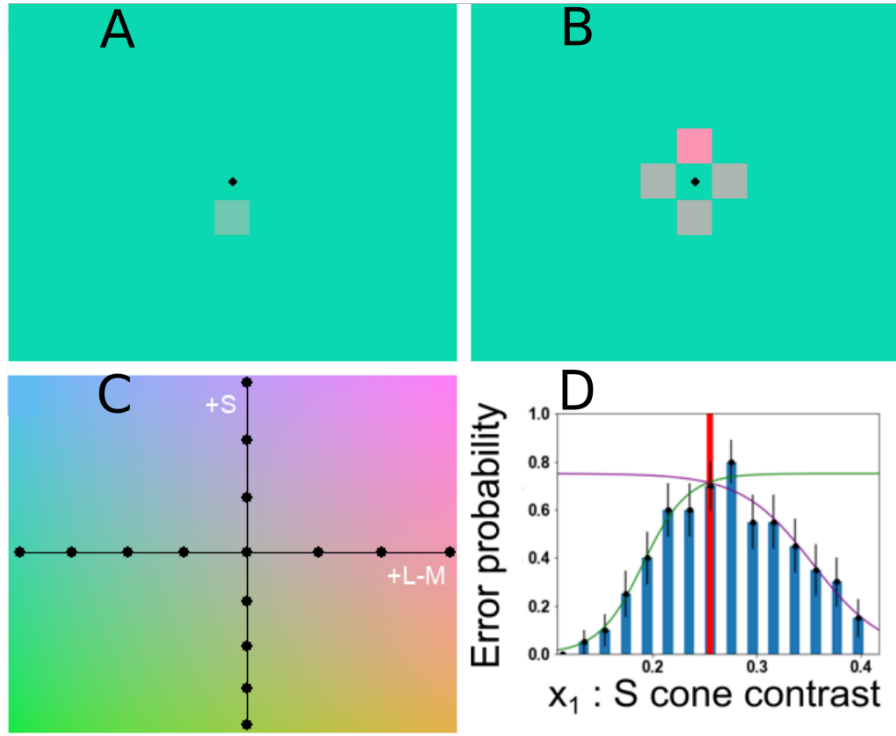 A
B
C
+S
+L-M
D
Error probability
1.0
0.8
0.6
0.4
0.2
0.0
0.2
0.3
0.4
x₁ : S cone contrast